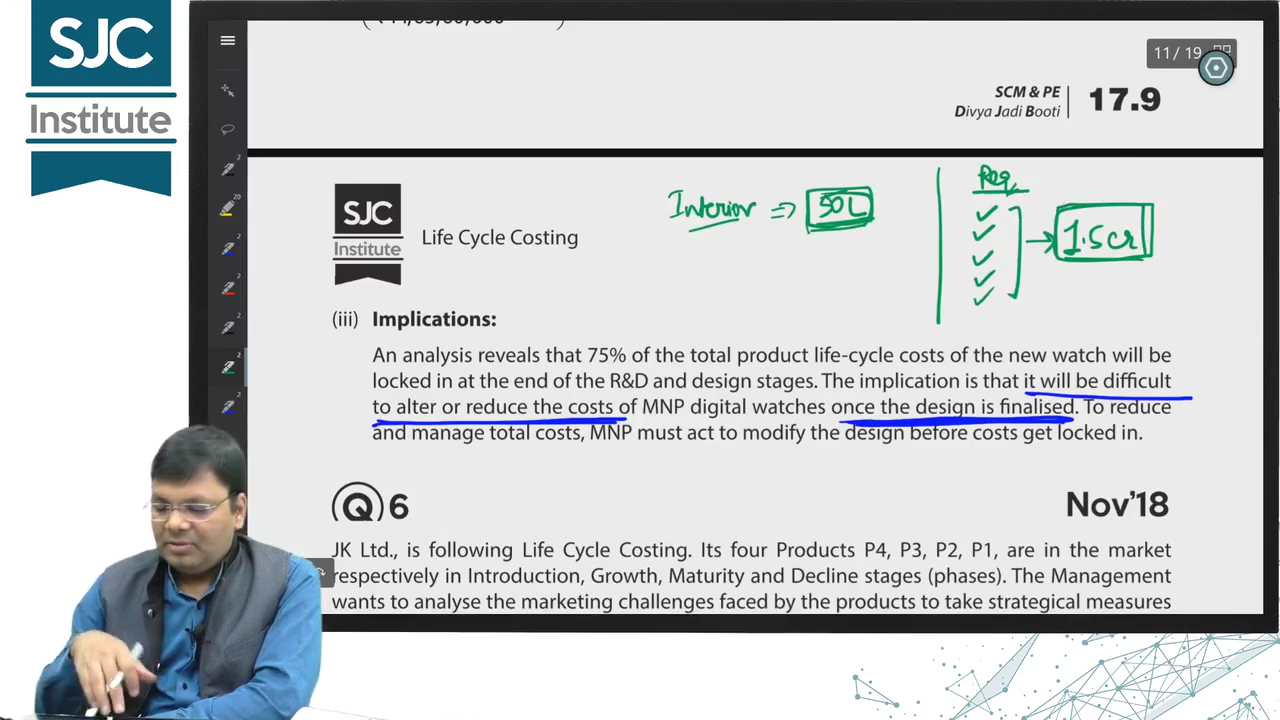 SJC
Institute
11 / 19
SCM & PE
Divya Jadi Booti
17.9
Req
Interior ⇒ 50L
→ 1.5 cr
SJC
Institute
Life Cycle Costing
(iii) Implications:
An analysis reveals that 75% of the total product life-cycle costs of the new watch will be
locked in at the end of the R&D and design stages. The implication is that it will be difficult
to alter or reduce the costs of MNP digital watches once the design is finalised. To reduce
and manage total costs, MNP must act to modify the design before costs get locked in.
Q 6
Nov'18
JK Ltd., is following Life Cycle Costing. Its four Products P4, P3, P2, P1, are in the market
respectively in Introduction, Growth, Maturity and Decline stages (phases). The Management
wants to analyse the marketing challenges faced by the products to take strategical measures